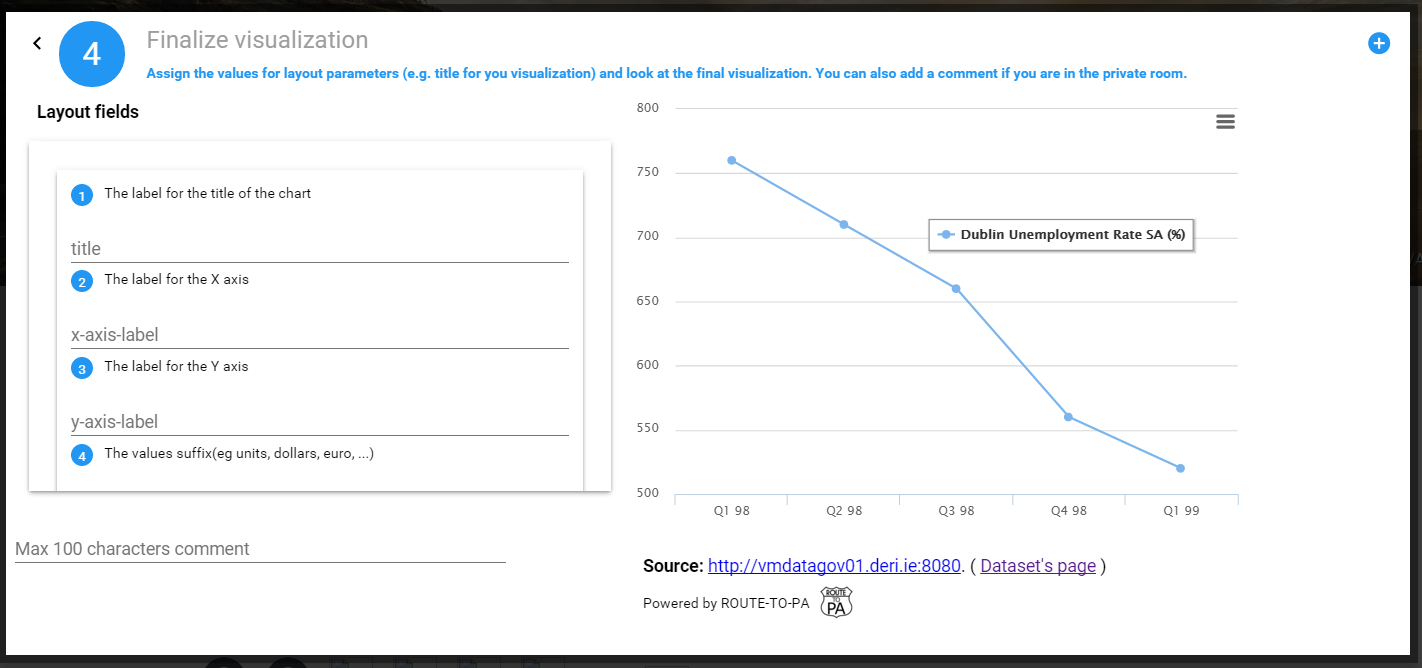 4
Finalize visualization
Assign the values for layout parameters (e.g. title for you visualization) and look at the final visualization. You can also add a comment if you are in the private room.
Layout fields
1 The label for the title of the chart
title
2 The label for the X axis
x-axis-label
3 The label for the Y axis
y-axis-label
4 The values suffix(eg units, dollars, euro, ...)
Max 100 characters comment
800
750
700
650
600
550
500
Dublin Unemployment Rate SA (%)
Q1 98 Q2 98 Q3 98 Q4 98 Q1 99
Source: http://vmdatagov01.deri.ie:8080. ( Dataset's page )
Powered by ROUTE-TO-PA
ROUTE
TO
PA